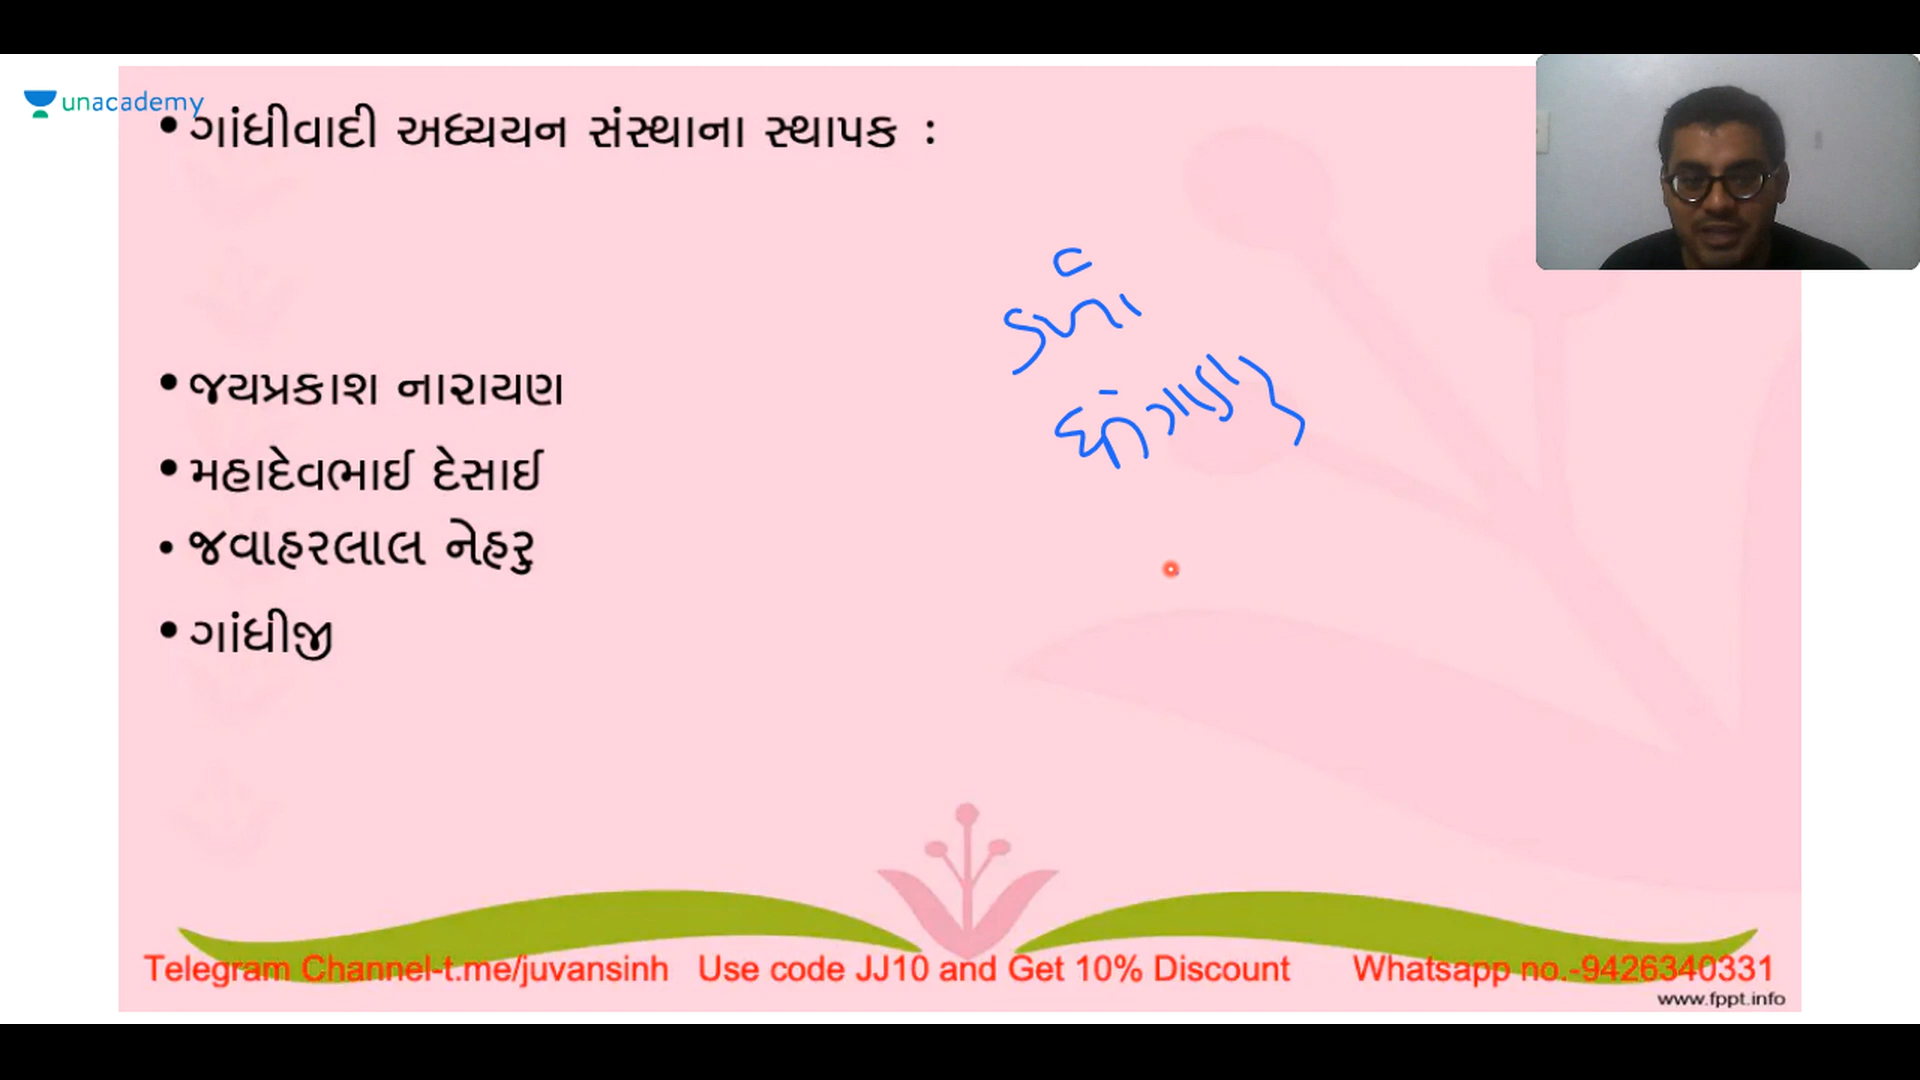 unacademy
• ગાંધીવાદી અધ્યયન સંસ્થાના સ્થાપક :
• જયપ્રકાશ નારાયણ
• મહાદેવભાઈ દેસાઈ
• જવાહરલાલ નેહરુ
• ગાંધીજી
Telegram Channel-t.me/juvansinh Use code JJ10 and Get 10% Discount Whatsapp no.-9426340331
www.fppt.info